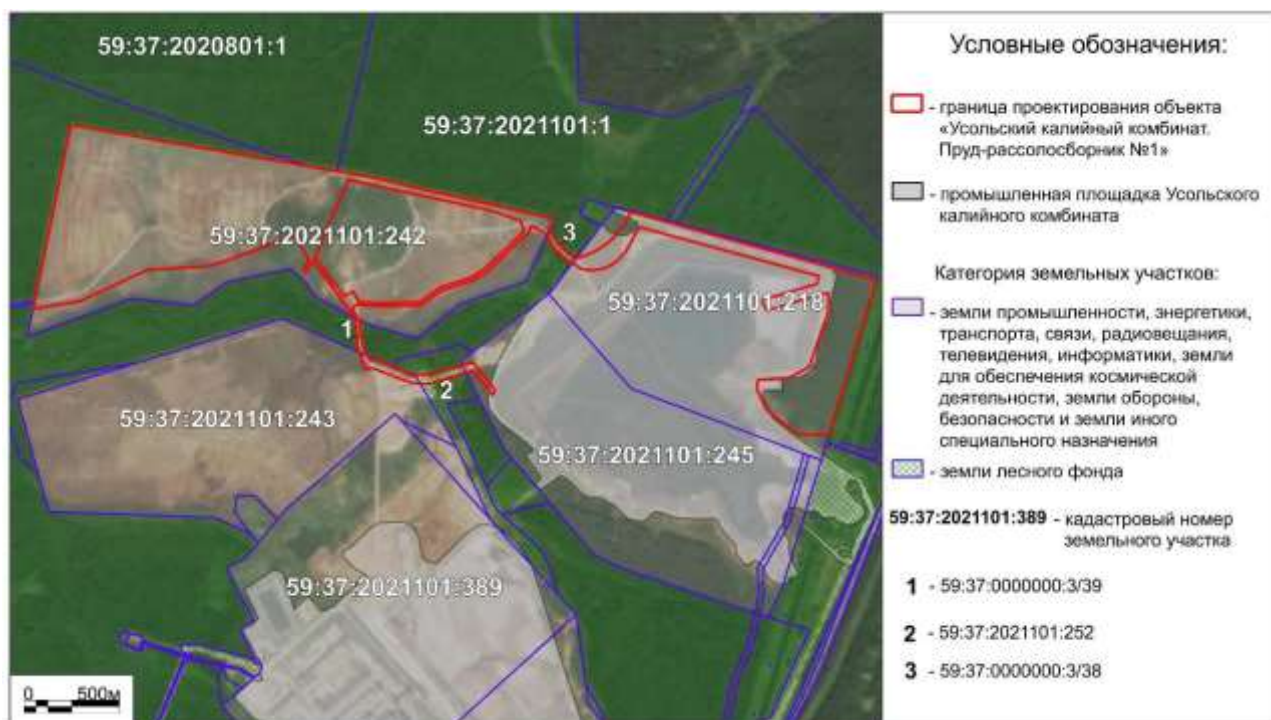 59:37:2020801:1
59:37:2021101:1
59:37:2021101:242
3
59:37:2021101:218
1
2
59:37:2021101:243
59:37:2021101:245
59:37:2021101:389
0 500м
Условные обозначения:
- граница проектирования объекта
«Усольский калийный комбинат.
Пруд-рассолосборник №1»
- промышленная площадка Усольского
калийного комбината
Категория земельных участков:
- земли промышленности, энергетики,
транспорта, связи, радиовещания,
телевидения, информатики, земли
для обеспечения космической
деятельности, земли обороны,
безопасности и земли иного
специального назначения
- земли лесного фонда
59:37:2021101:389 - кадастровый номер
земельного участка
1 - 59:37:0000000:3/39
2 - 59:37:2021101:252
3 - 59:37:0000000:3/38